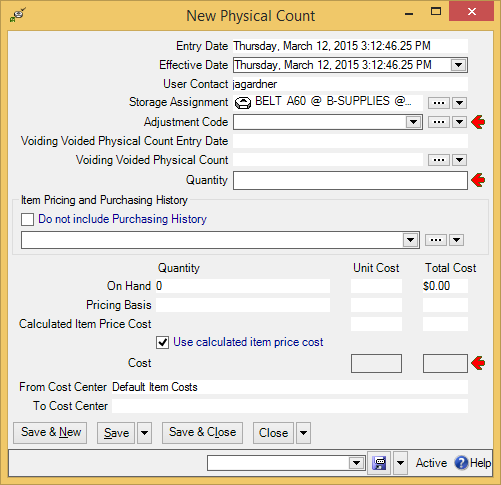 New Physical Count
Entry Date Thursday, March 12, 2015 3:12:46.25 PM
Effective Date Thursday, March 12, 2015 3:12:46.25 PM
User Contact jagardner
Storage Assignment BELT A60 @ B-SUPPLIES @...
Adjustment Code
Voiding Voided Physical Count Entry Date
Voiding Voided Physical Count
Quantity
Item Pricing and Purchasing History
Do not include Purchasing History
Quantity Unit Cost Total Cost
On Hand 0 $0.00
Pricing Basis
Calculated Item Price Cost
Use calculated item price cost
Cost
From Cost Center Default Item Costs
To Cost Center
Save & New Save Save & Close Close
Active Help